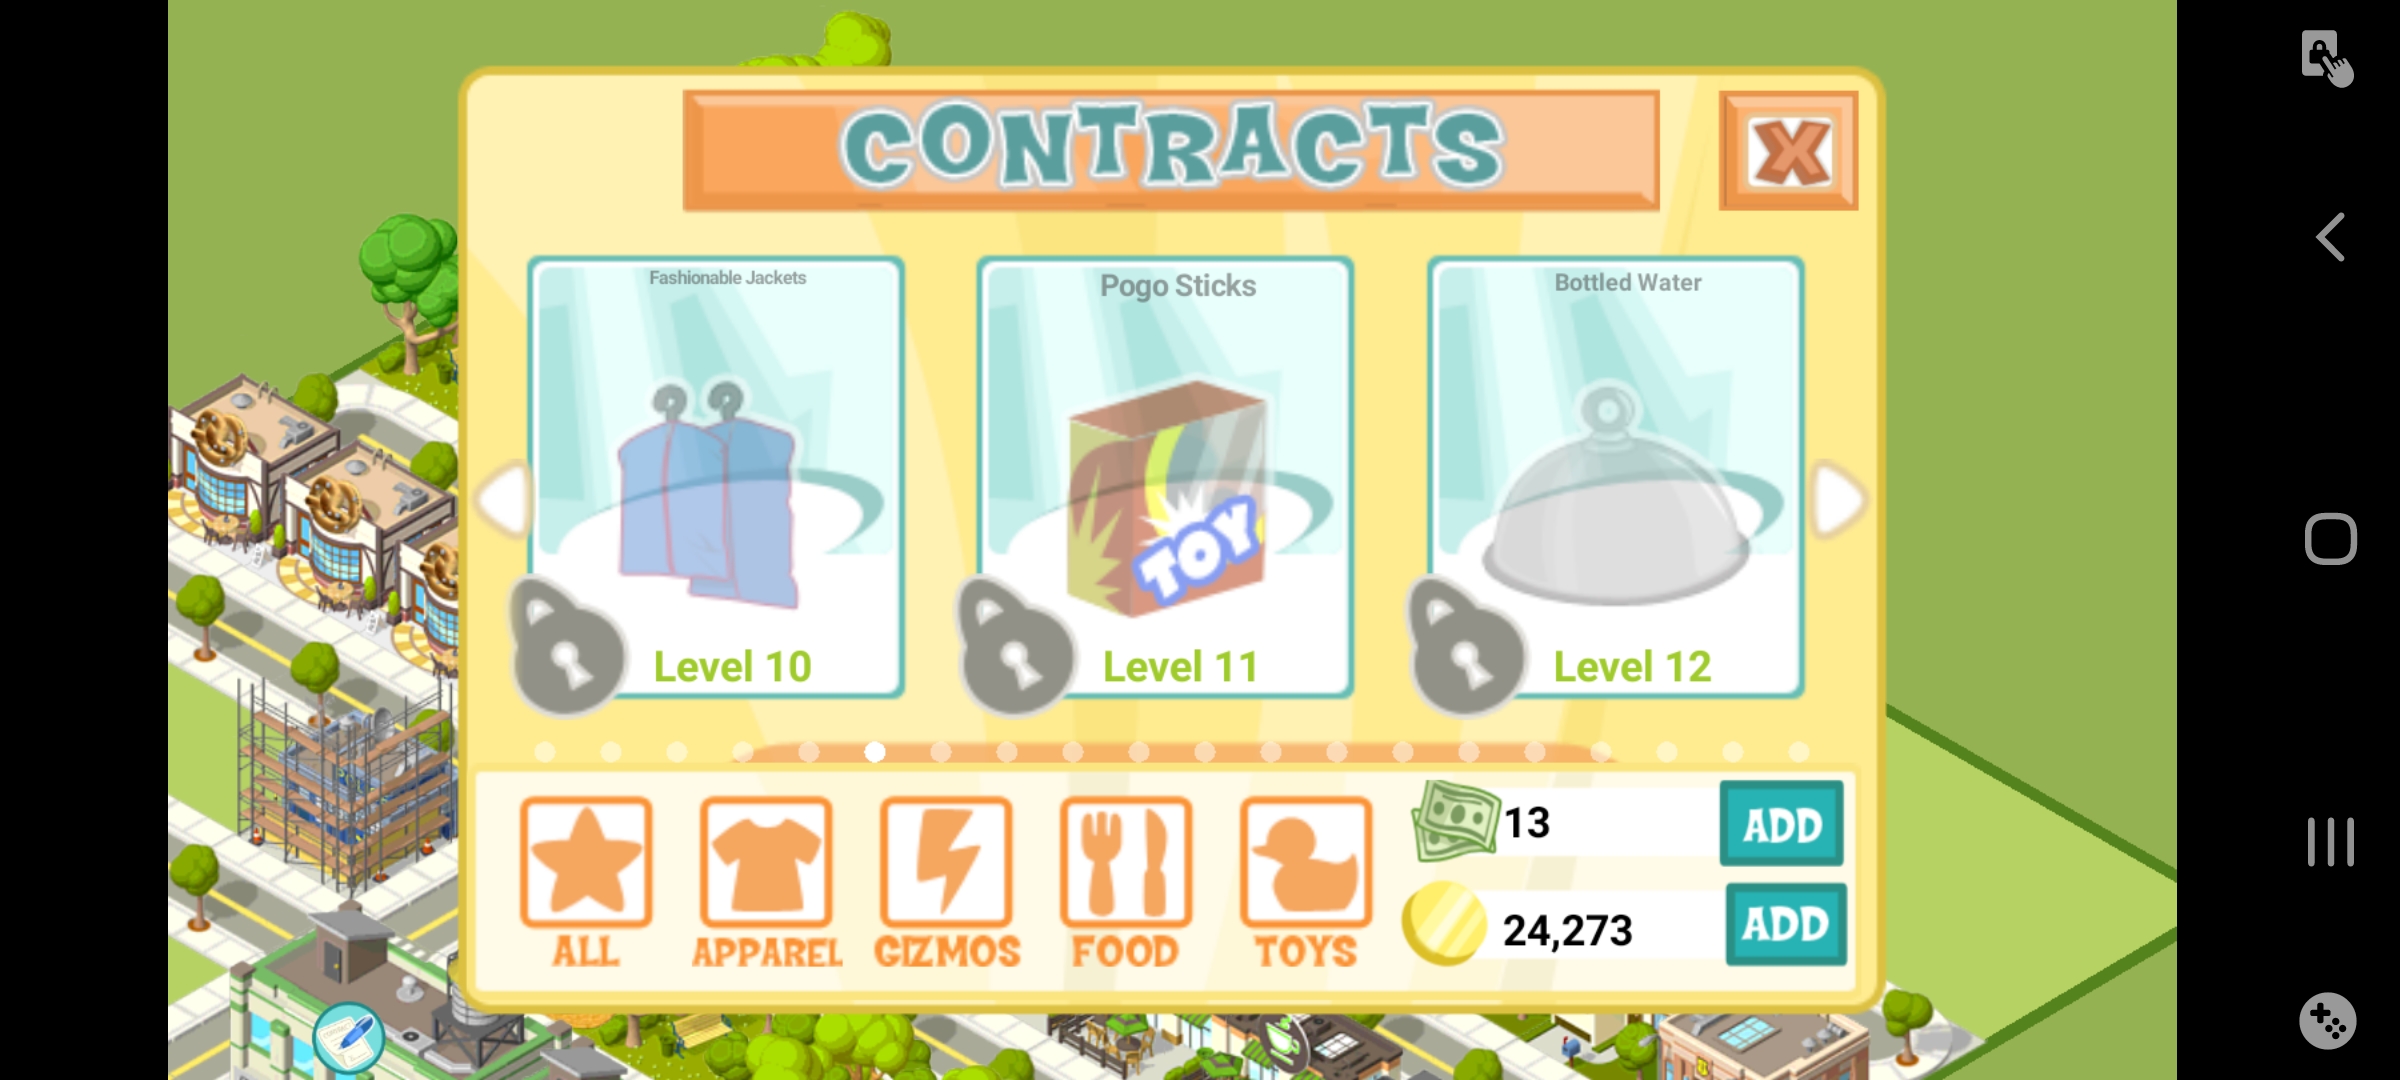 CONTRACTS
X
Fashionable Jackets
Pogo Sticks
Bottled Water
TOY
Level 10
Level 11
Level 12
13
ADD
24,273
ADD
ALL
APPAREL
GIZMOS
FOOD
TOYS